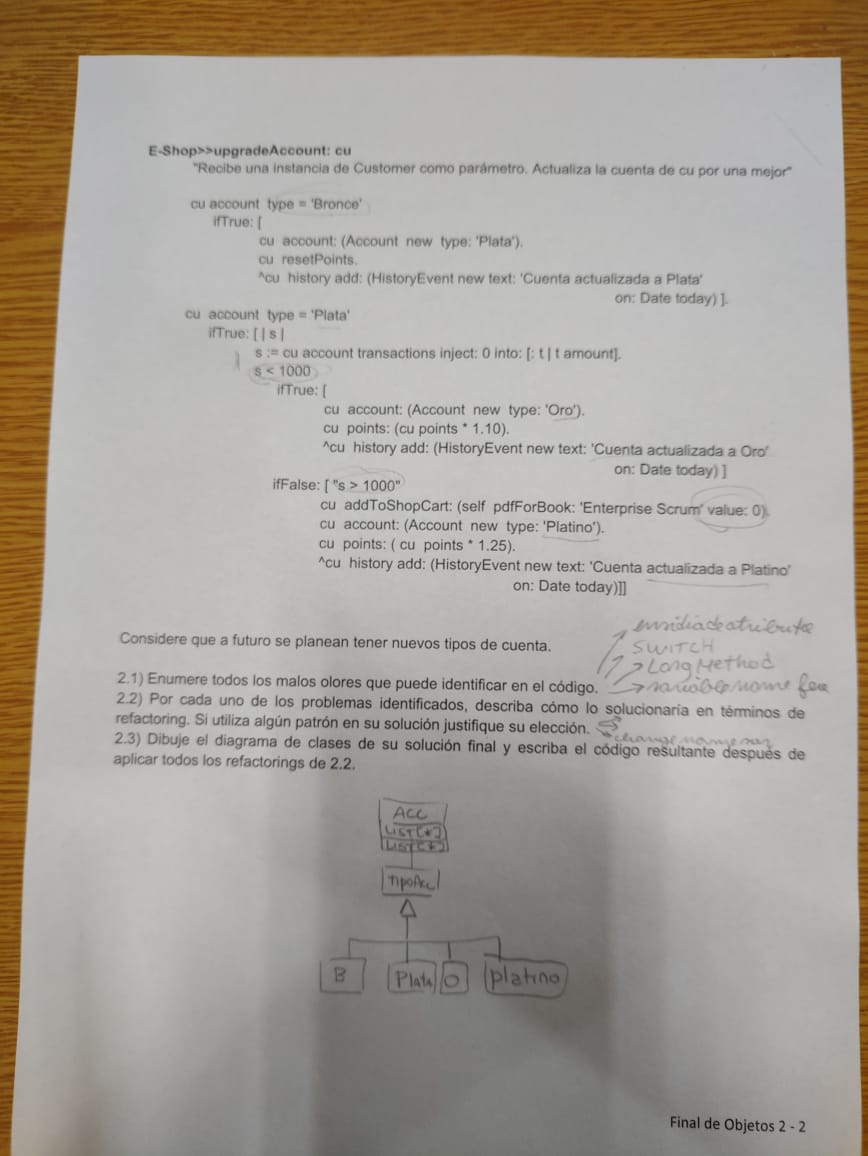 E-Shop>>upgradeAccount: cu
"Recibe una instancia de Customer como parámetro. Actualiza la cuenta de cu por una mejor"
cu account type = 'Bronce'
ifTrue: [
cu account: (Account new type: 'Plata').
cu resetPoints.
^cu history add: (HistoryEvent new text: 'Cuenta actualizada a Plata'
on: Date today) ].
cu account type = 'Plata'
ifTrue: [ | s |
s := cu account transactions inject: 0 into: [: t | t amount].
s < 1000
ifTrue: [
cu account: (Account new type: 'Oro').
cu points: (cu points * 1.10).
^cu history add: (HistoryEvent new text: 'Cuenta actualizada a Oro'
on: Date today) ]
ifFalse: [ "s > 1000"
cu addToShopCart: (self pdfForBook: 'Enterprise Scrum' value: 0).
cu account: (Account new type: 'Platino').
cu points: ( cu points * 1.25).
^cu history add: (HistoryEvent new text: 'Cuenta actualizada a Platino'
on: Date today)]]
envidia de atributo
Considere que a futuro se planean tener nuevos tipos de cuenta.
SWITCH
Long Method
2.1) Enumere todos los malos olores que puede identificar en el código.
variable name
2.2) Por cada uno de los problemas identificados, describa cómo lo solucionaría en términos de
refactoring. Si utiliza algún patrón en su solución justifique su elección.
change name
2.3) Dibuje el diagrama de clases de su solución final y escriba el código resultante después de
aplicar todos los refactorings de 2.2.
ACC
LIST[*]
LIST[*]
TipoAcc
B Plata O platino
Final de Objetos 2 - 2